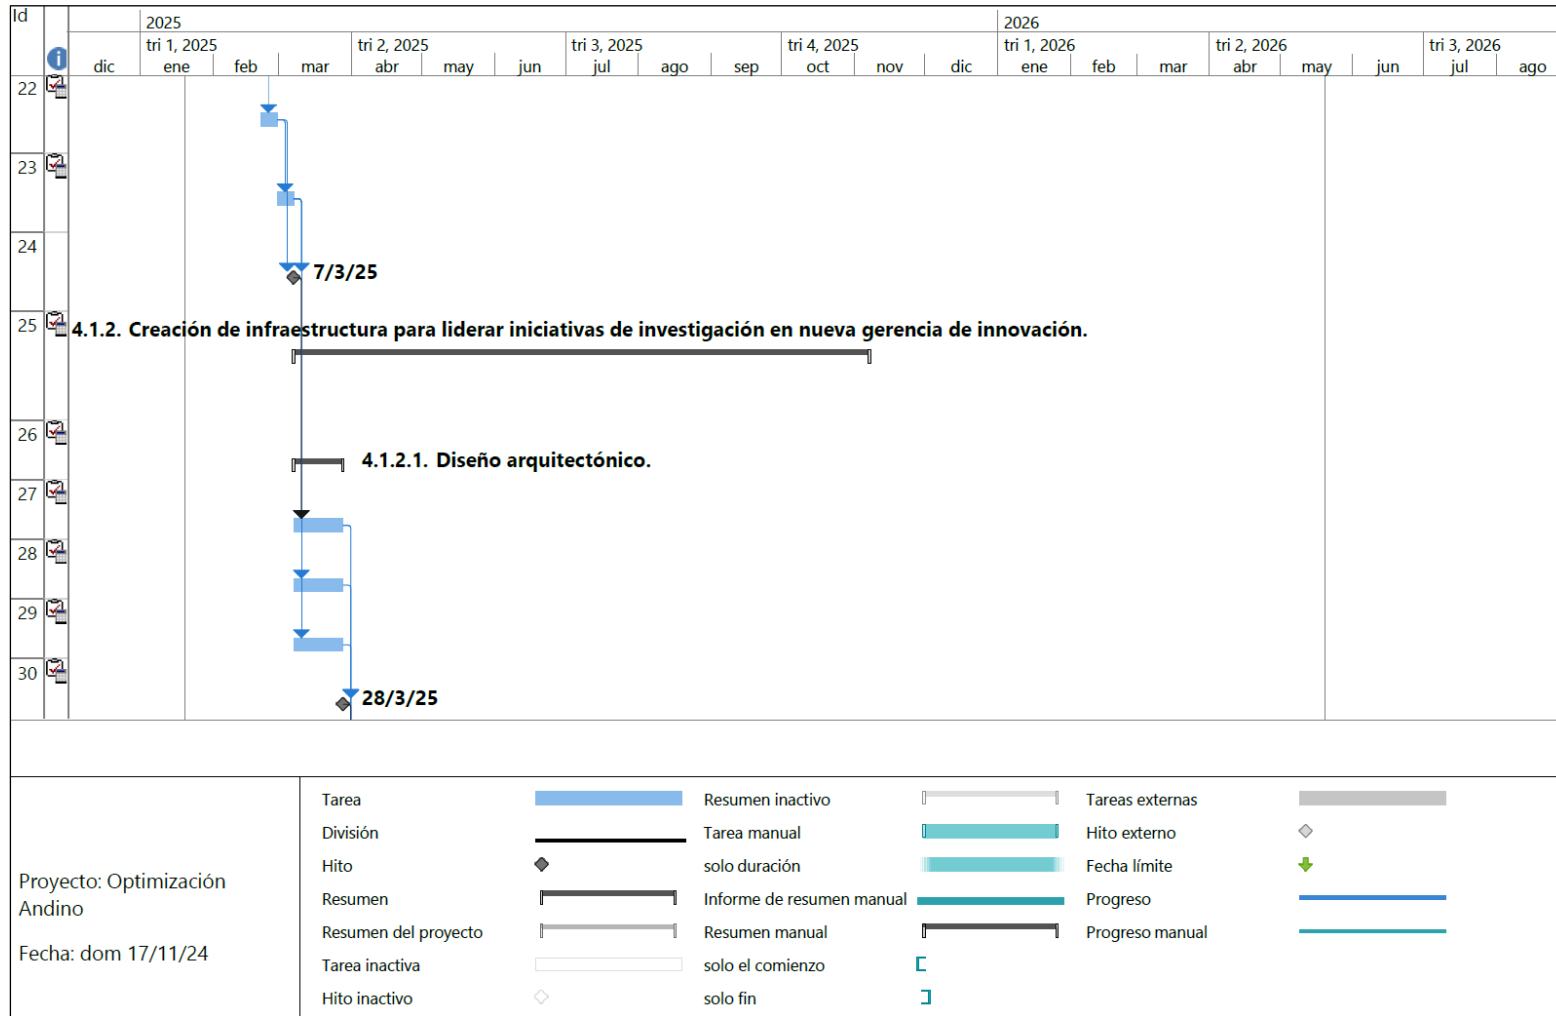 Id
2025 2026
tri 1, 2025 tri 2, 2025 tri 3, 2025 tri 4, 2025 tri 1, 2026 tri 2, 2026 tri 3, 2026
dic ene feb mar abr may jun jul ago sep oct nov dic ene feb mar abr may jun jul ago
22
23
24
7/3/25
25 4.1.2. Creación de infraestructura para liderar iniciativas de investigación en nueva gerencia de innovación.
26
4.1.2.1. Diseño arquitectónico.
27
28
29
30
28/3/25
Proyecto: Optimización
Andino
Fecha: dom 17/11/24
Tarea
División
Hito
Resumen
Resumen del proyecto
Tarea inactiva
Hito inactivo
Resumen inactivo
Tarea manual
solo duración
Informe de resumen manual
Resumen manual
solo el comienzo
solo fin
Tareas externas
Hito externo
Fecha límite
Progreso
Progreso manual